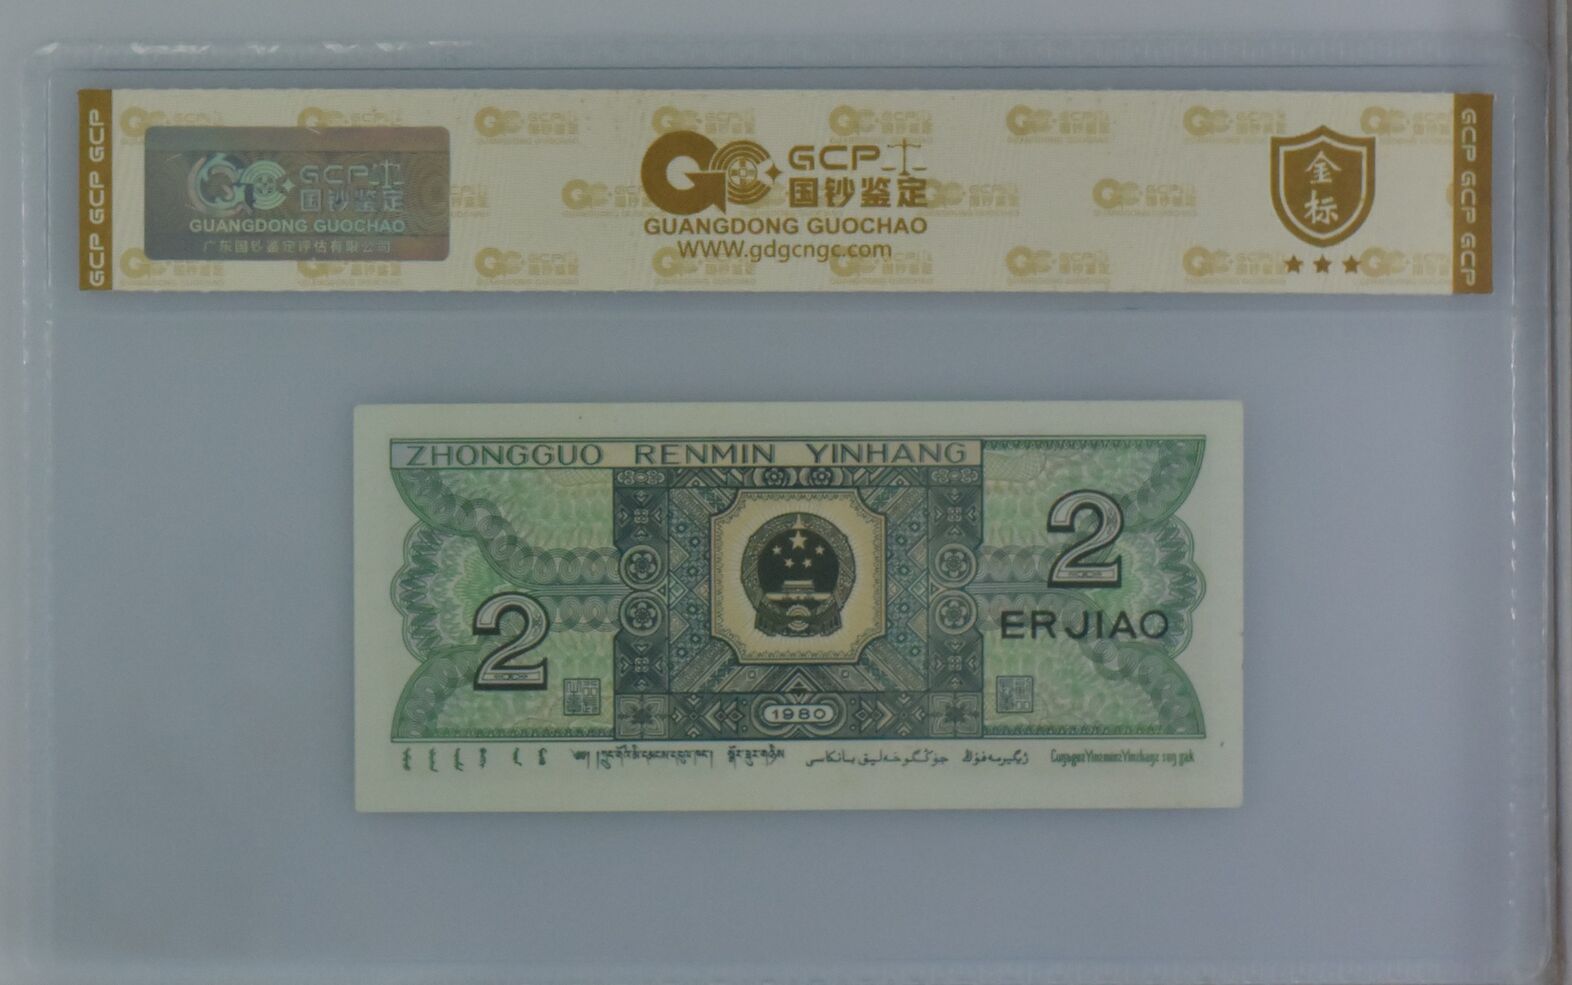 GCP GCP GCP
GCP
国钞鉴定
GUANGDONG GUOCHAO
广东国钞鉴定评估有限公司
GCP
国钞鉴定
GUANGDONG GUOCHAO
WWW.gdgcngc.com
金标
GCP GCP GCP
ZHONGGUO RENMIN YINHANG
2
ERJIAO
2
1980